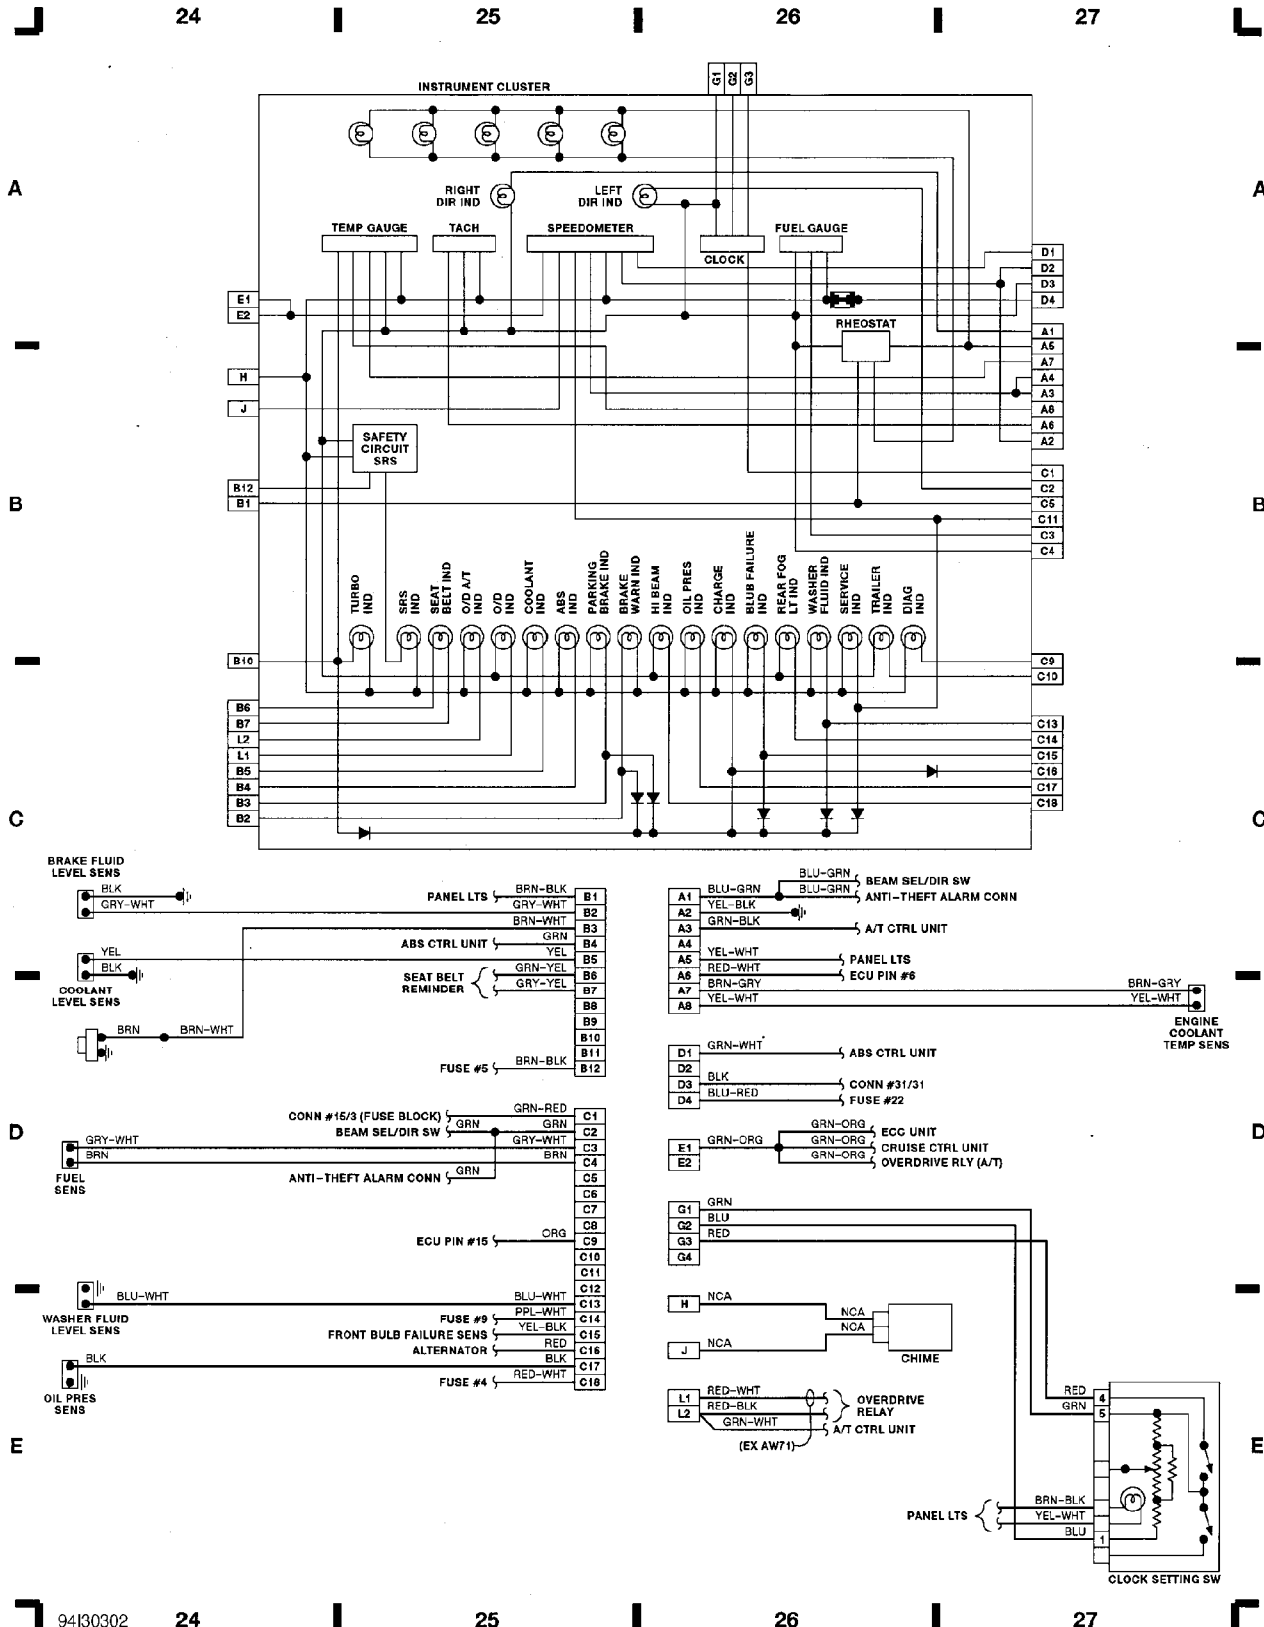 24 25 26 27
INSTRUMENT CLUSTER
G1 G2 G3
A A
RIGHT
DIR IND
LEFT
DIR IND
TEMP GAUGE TACH SPEEDOMETER FUEL GAUGE
CLOCK
D1
D2
D3
D4
E1
E2
RHEOSTAT
A1
A5
A7
A4
A3
A8
A6
A2
H
J
SAFETY
CIRCUIT
SRS
B12
B1
C1
C2
C5
C11
C3
C4
B B
TURBO
IND
SRS
IND
SEAT
BELT IND
O/D A/T
IND
O/D
IND
COOLANT
IND
ABS
IND
PARKING
BRAKE IND
BRAKE
WARN IND
HI BEAM
IND
OIL PRES
IND
CHARGE
IND
BLUB FAILURE
IND
REAR FOG
LT IND
WASHER
FLUID IND
SERVICE
IND
TRAILER
IND
DIAG
IND
B10
B6
B7
L2
L1
B5
B4
B3
B2
C9
C10
C13
C14
C15
C16
C17
C18
C C
BRAKE FLUID
LEVEL SENS
BLK
GRY-WHT
YEL
BLK
COOLANT
LEVEL SENS
BRN BRN-WHT
PANEL LTS BRN-BLK B1
GRY-WHT B2
BRN-WHT B3
ABS CTRL UNIT GRN B4
YEL B5
SEAT BELT
REMINDER
GRN-YEL B6
GRY-YEL B7
B8
B9
B10
B11
FUSE #5 BRN-BLK B12
A1 BLU-GRN
BLU-GRN BEAM SEL/DIR SW
BLU-GRN ANTI-THEFT ALARM CONN
A2 YEL-BLK
A3 GRN-BLK A/T CTRL UNIT
A4
A5 YEL-WHT PANEL LTS
A6 RED-WHT ECU PIN #6
A7 BRN-GRY BRN-GRY
A8 YEL-WHT YEL-WHT
ENGINE
COOLANT
TEMP SENS
D1 GRN-WHT ABS CTRL UNIT
D2
D3 BLK CONN #31/31
D4 BLU-RED FUSE #22
D D
CONN #15/3 (FUSE BLOCK) GRN-RED C1
BEAM SEL/DIR SW GRN GRN C2
GRY-WHT GRY-WHT C3
BRN BRN C4
FUEL
SENS
ANTI-THEFT ALARM CONN GRN C5
C6
C7
C8
ECU PIN #15 ORG C9
C10
C11
C12
BLU-WHT BLU-WHT C13
WASHER FLUID
LEVEL SENS
FUSE #9 PPL-WHT C14
FRONT BULB FAILURE SENS YEL-BLK C15
ALTERNATOR RED C16
BLK BLK C17
FUSE #4 RED-WHT C18
OIL PRES
SENS
E1 GRN-ORG
E2
GRN-ORG ECC UNIT
GRN-ORG CRUISE CTRL UNIT
GRN-ORG OVERDRIVE RLY (A/T)
G1 GRN
G2 BLU
G3 RED
G4
H NCA NCA
J NCA NCA
CHIME
L1 RED-WHT
L2 RED-BLK
OVERDRIVE
RELAY
GRN-WHT A/T CTRL UNIT
(EX AW71)
E E
RED 4
GRN 5
PANEL LTS
BRN-BLK
YEL-WHT
BLU 1
CLOCK SETTING SW
94I30302 24 25 26 27